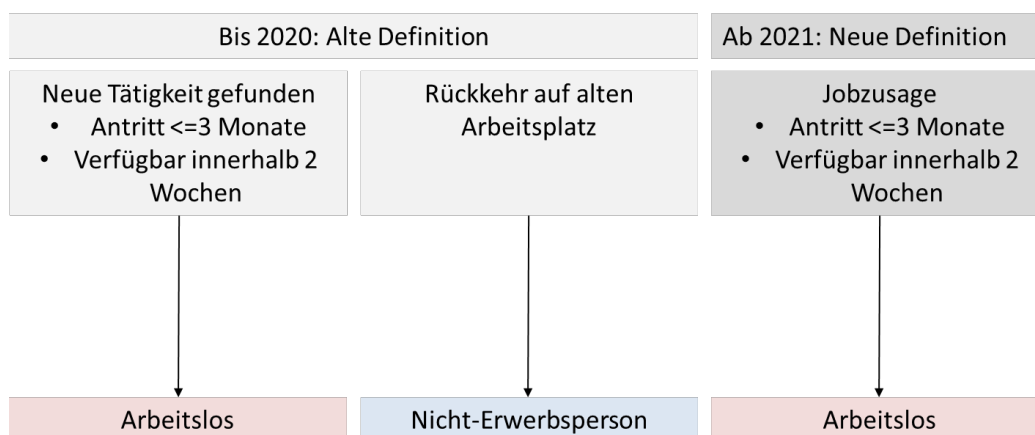 Bis 2020: Alte Definition
Ab 2021: Neue Definition
Neue Tätigkeit gefunden
• Antritt <=3 Monate
• Verfügbar innerhalb 2
Wochen
Rückkehr auf alten
Arbeitsplatz
Jobzusage
• Antritt <=3 Monate
• Verfügbar innerhalb 2
Wochen
Arbeitslos
Nicht-Erwerbsperson
Arbeitslos